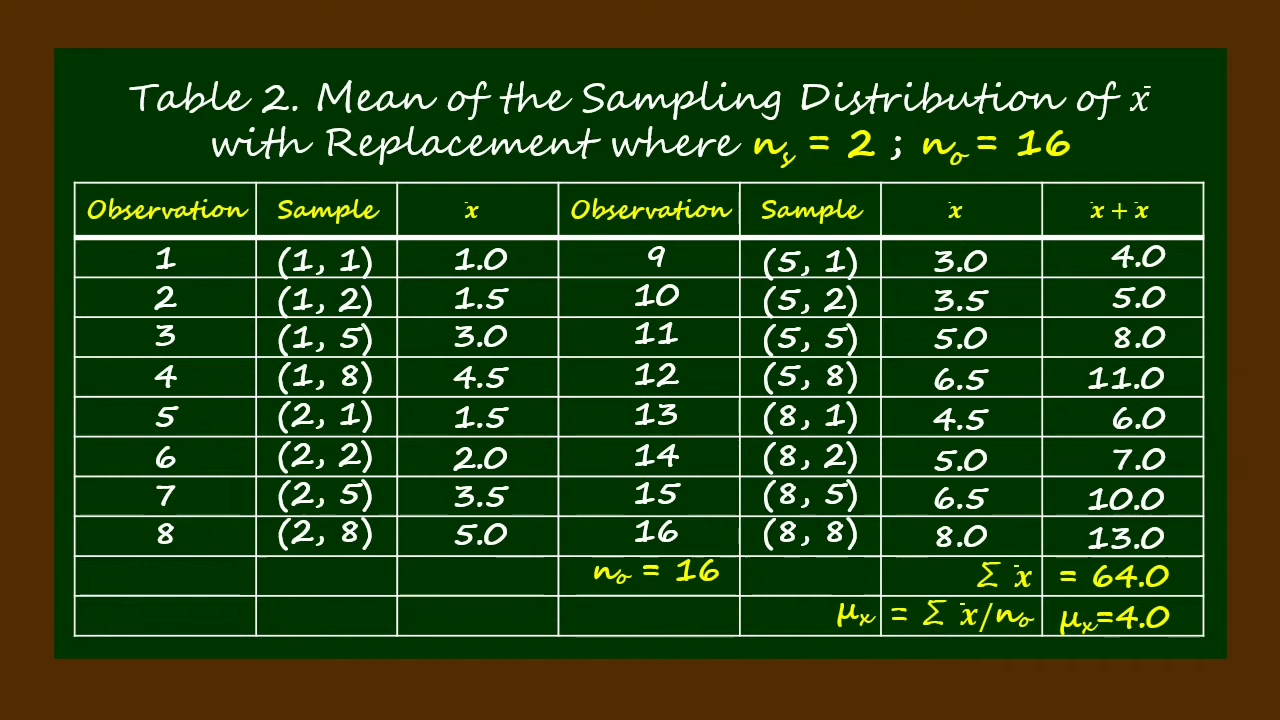 Table 2. Mean of the Sampling Distribution of x̄
with Replacement where nₛ = 2 ; nₒ = 16
Observation Sample x̄ Observation Sample x̄ x̄ + x̄
1 (1, 1) 1.0 9 (5, 1) 3.0 4.0
2 (1, 2) 1.5 10 (5, 2) 3.5 5.0
3 (1, 5) 3.0 11 (5, 5) 5.0 8.0
4 (1, 8) 4.5 12 (5, 8) 6.5 11.0
5 (2, 1) 1.5 13 (8, 1) 4.5 6.0
6 (2, 2) 2.0 14 (8, 2) 5.0 7.0
7 (2, 5) 3.5 15 (8, 5) 6.5 10.0
8 (2, 8) 5.0 16 (8, 8) 8.0 13.0
nₒ = 16 Σ x̄ = 64.0
μₓ = Σ x̄/nₒ μₓ=4.0